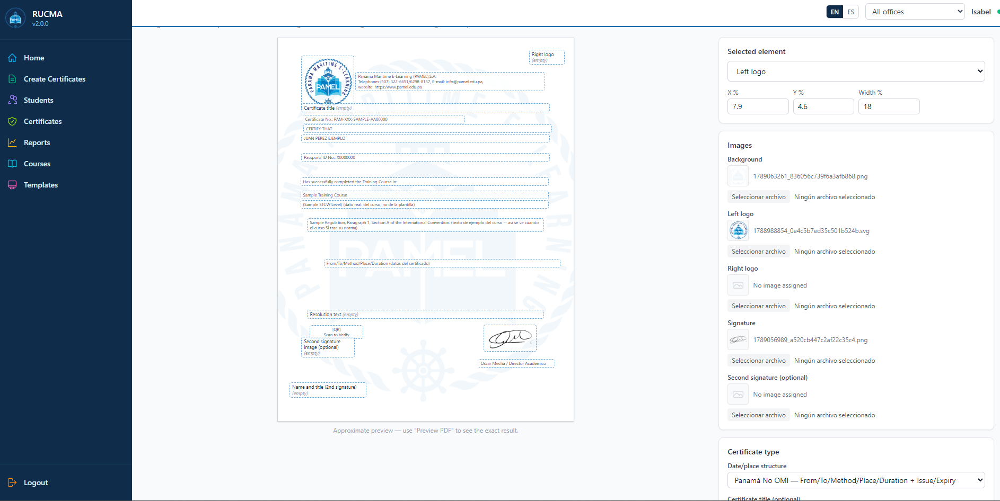 RUCMA
v2.0.0
Home
Create Certificates
Students
Certificates
Reports
Courses
Templates
Logout
EN
ES
All offices
Isabel
PANAMA MARITIME E-LEARNING
PAMEL
Right logo
(empty)
Panama Maritime E-Learning (PAMEL),S.A.
Telephones:(507) 322-6651/6298-8137, E-mail: info@pamel.edu.pa,
website: https:/www.pamel.edu.pa
Certificate title (empty)
Certificate No.: PAM-XXX-SAMPLE-AA00000
CERTIFY THAT
JUAN PÉREZ EJEMPLO
Passport/ ID No.: X0000000
Has successfully completed the Training Course in:
Sample Training Course
(Sample STCW Level) (dato real: del curso, no de la plantilla)
Sample Regulation, Paragraph 1, Section A of the International Convention. (texto de ejemplo del curso -- así se ve cuando
el curso SÍ trae su norma)
PAMEL
From/To/Method/Place/Duration (datos del certificado)
Resolution text (empty)
[QR]
Scan to Verify
Second signature
image (optional)
(empty)
Oscar Mecha / Director Académico
Name and title (2nd signature)
(empty)
Approximate preview — use "Preview PDF" to see the exact result.
Selected element
Left logo
X %
Y %
Width %
7.9
4.6
18
Images
Background
1789063261_836056c739f6a3afb868.png
Seleccionar archivo
Ningún archivo seleccionado
Left logo
1788988854_0e4c5b7ed35c501b524b.svg
Seleccionar archivo
Ningún archivo seleccionado
Right logo
No image assigned
Seleccionar archivo
Ningún archivo seleccionado
Signature
1789056989_a520cb447c2af22c35c4.png
Seleccionar archivo
Ningún archivo seleccionado
Second signature (optional)
No image assigned
Seleccionar archivo
Ningún archivo seleccionado
Certificate type
Date/place structure
Panamá No OMI — From/To/Method/Place/Duration + Issue/Expiry
Certificate title (optional)